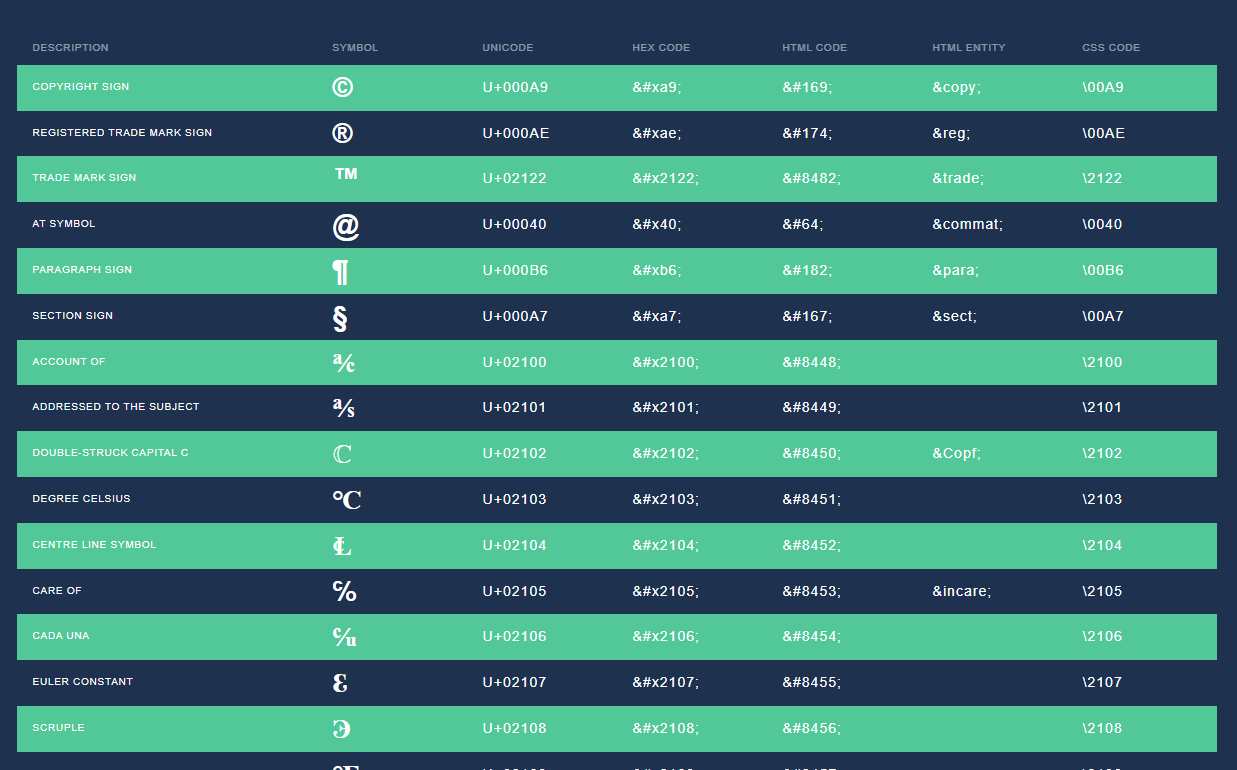 DESCRIPTION SYMBOL UNICODE HEX CODE HTML CODE HTML ENTITY CSS CODE
COPYRIGHT SIGN © U+000A9 &#xa9; &#169; &copy; \00A9
REGISTERED TRADE MARK SIGN ® U+000AE &#xae; &#174; &reg; \00AE
TRADE MARK SIGN ™ U+02122 &#x2122; &#8482; &trade; \2122
AT SYMBOL @ U+00040 &#x40; &#64; &commat; \0040
PARAGRAPH SIGN ¶ U+000B6 &#xb6; &#182; &para; \00B6
SECTION SIGN § U+000A7 &#xa7; &#167; &sect; \00A7
ACCOUNT OF ℀ U+02100 &#x2100; &#8448; \2100
ADDRESSED TO THE SUBJECT ℁ U+02101 &#x2101; &#8449; \2101
DOUBLE-STRUCK CAPITAL C ℂ U+02102 &#x2102; &#8450; &Copf; \2102
DEGREE CELSIUS ℃ U+02103 &#x2103; &#8451; \2103
CENTRE LINE SYMBOL ℄ U+02104 &#x2104; &#8452; \2104
CARE OF ℅ U+02105 &#x2105; &#8453; &incare; \2105
CADA UNA ℆ U+02106 &#x2106; &#8454; \2106
EULER CONSTANT ℇ U+02107 &#x2107; &#8455; \2107
SCRUPLE ℈ U+02108 &#x2108; &#8456; \2108